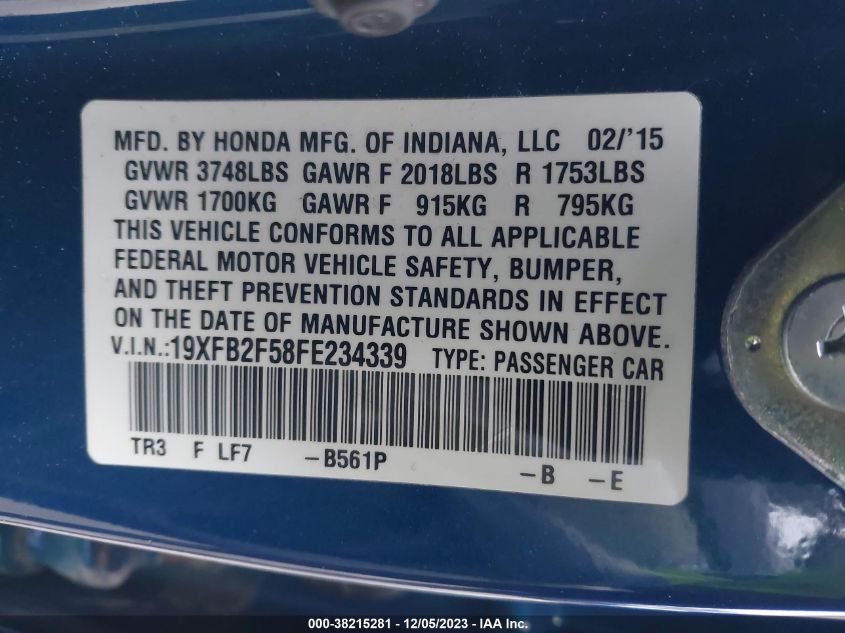 MFD. BY HONDA MFG. OF INDIANA, LLC 02/'15
GVWR 3748LBS GAWR F 2018LBS R 1753LBS
GVWR 1700KG GAWR F 915KG R 795KG
THIS VEHICLE CONFORMS TO ALL APPLICABLE
FEDERAL MOTOR VEHICLE SAFETY, BUMPER,
AND THEFT PREVENTION STANDARDS IN EFFECT
ON THE DATE OF MANUFACTURE SHOWN ABOVE.
V.I.N.:19XFB2F58FE234339 TYPE: PASSENGER CAR
TR3 F LF7 -B561P -B -E
000-38215281 - 12/05/2023 - IAA Inc.